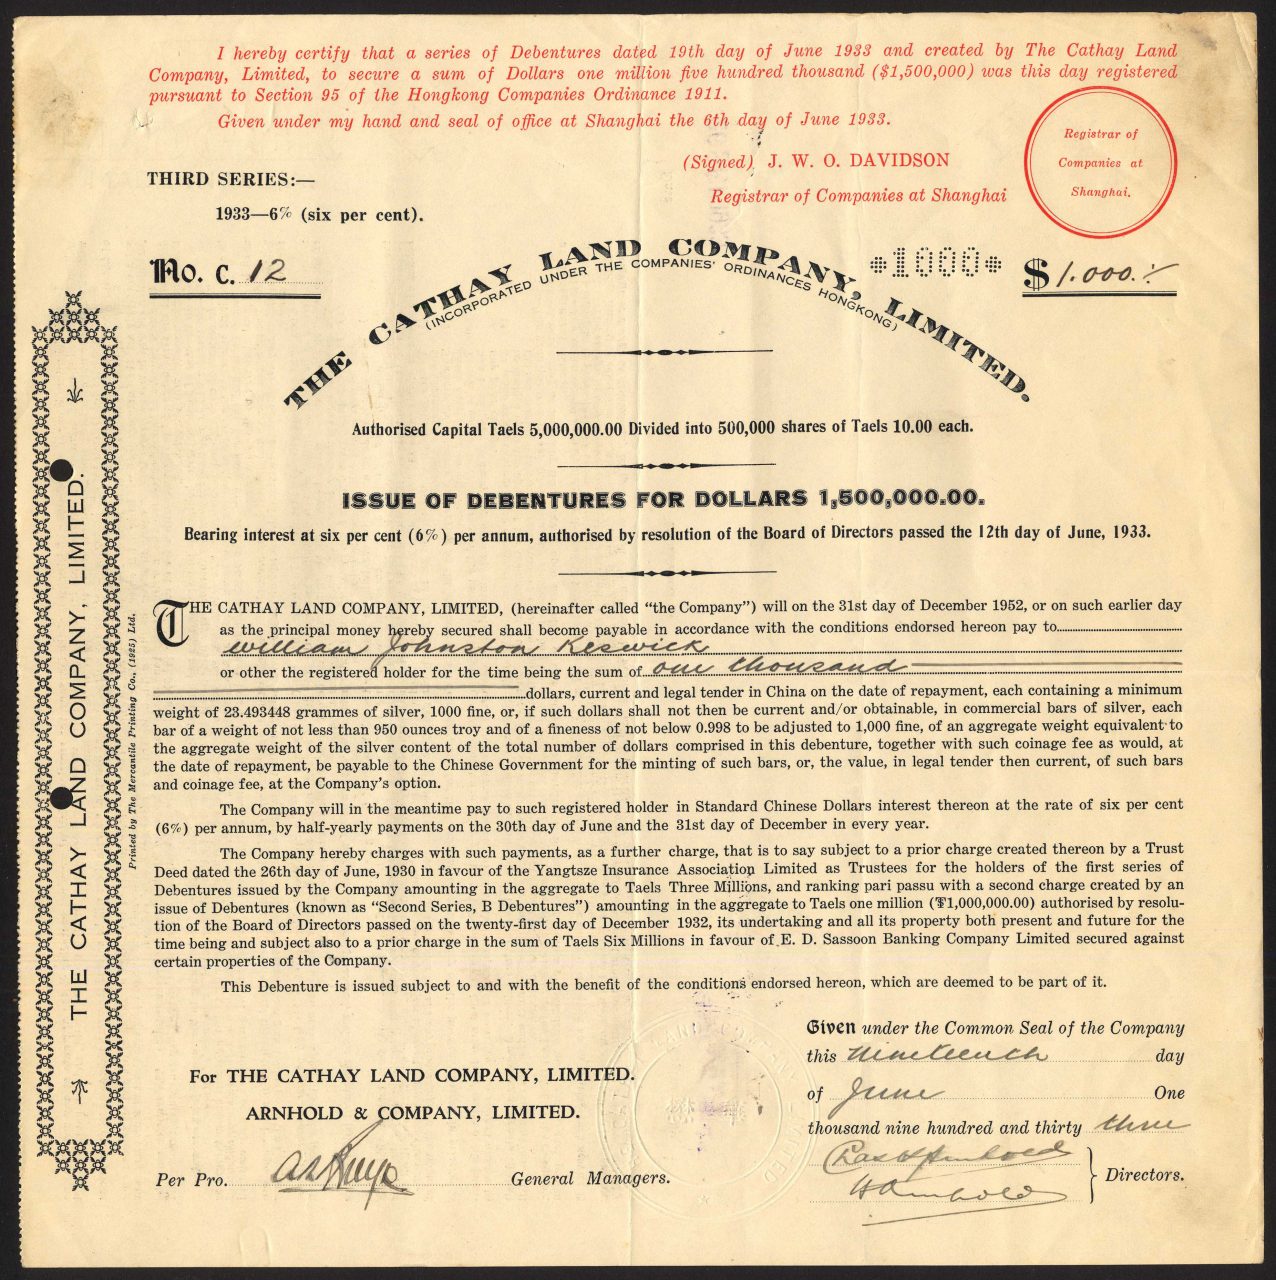 I hereby certify that a series of Debentures dated 19th day of June 1933 and created by The Cathay Land
Company, Limited, to secure a sum of Dollars one million five hundred thousand ($1,500,000) was this day registered
pursuant to Section 95 of the Hongkong Companies Ordinance 1911.
Given under my hand and seal of office at Shanghai the 6th day of June 1933.
(Signed) J. W. O. DAVIDSON
Registrar of Companies at Shanghai
Registrar of
Companies at
Shanghai.
THIRD SERIES:—
1933—6% (six per cent).
No. C. 12
*1000*
$ 1.000.-/-
THE CATHAY LAND COMPANY, LIMITED.
(INCORPORATED UNDER THE COMPANIES' ORDINANCES HONGKONG)
Authorised Capital Taels 5,000,000.00 Divided into 500,000 shares of Taels 10.00 each.
ISSUE OF DEBENTURES FOR DOLLARS 1,500,000.00.
Bearing interest at six per cent (6%) per annum, authorised by resolution of the Board of Directors passed the 12th day of June, 1933.
THE CATHAY LAND COMPANY, LIMITED, (hereinafter called "the Company") will on the 31st day of December 1952, or on such earlier day
as the principal money hereby secured shall become payable in accordance with the conditions endorsed hereon pay to
William Johnston Keswick
or other the registered holder for the time being the sum of one thousand
dollars, current and legal tender in China on the date of repayment, each containing a minimum
weight of 23.493448 grammes of silver, 1000 fine, or, if such dollars shall not then be current and/or obtainable, in commercial bars of silver, each
bar of a weight of not less than 950 ounces troy and of a fineness of not below 0.998 to be adjusted to 1,000 fine, of an aggregate weight equivalent to
the aggregate weight of the silver content of the total number of dollars comprised in this debenture, together with such coinage fee as would, at
the date of repayment, be payable to the Chinese Government for the minting of such bars, or, the value, in legal tender then current, of such bars
and coinage fee, at the Company's option.
The Company will in the meantime pay to such registered holder in Standard Chinese Dollars interest thereon at the rate of six per cent
(6%) per annum, by half-yearly payments on the 30th day of June and the 31st day of December in every year.
The Company hereby charges with such payments, as a further charge, that is to say subject to a prior charge created thereon by a Trust
Deed dated the 26th day of June, 1930 in favour of the Yangtsze Insurance Association Limited as Trustees for the holders of the first series of
Debentures issued by the Company amounting in the aggregate to Taels Three Millions, and ranking pari passu with a second charge created by an
issue of Debentures (known as "Second Series, B Debentures") amounting in the aggregate to Taels one million (₮1,000,000.00) authorised by resolu-
tion of the Board of Directors passed on the twenty-first day of December 1932, its undertaking and all its property both present and future for the
time being and subject also to a prior charge in the sum of Taels Six Millions in favour of E. D. Sassoon Banking Company Limited secured against
certain properties of the Company.
This Debenture is issued subject to and with the benefit of the conditions endorsed hereon, which are deemed to be part of it.
Given under the Common Seal of the Company
this nineteenth day
of June One
thousand nine hundred and thirty three
Directors.
For THE CATHAY LAND COMPANY, LIMITED.
ARNHOLD & COMPANY, LIMITED.
Per Pro. General Managers.
THE CATHAY LAND COMPANY, LIMITED.
Printed by The Mercantile Printing Co., (1925) Ltd.